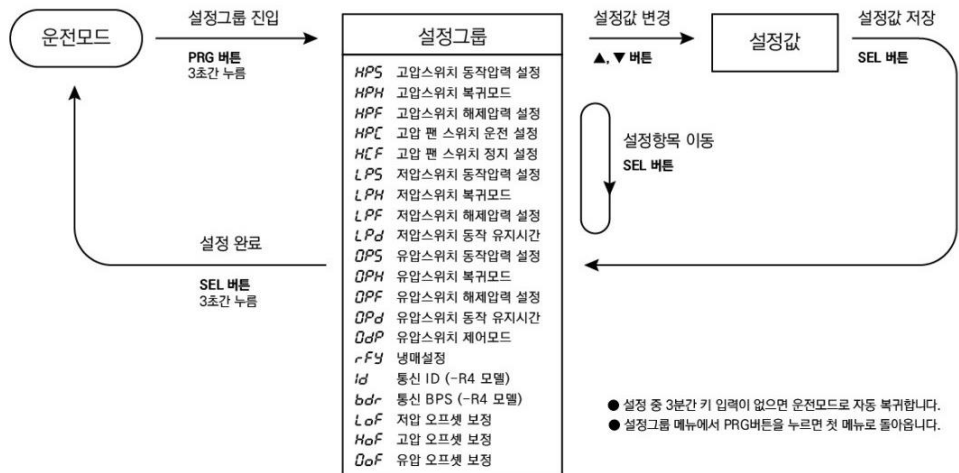 운전모드
설정그룹 진입
PRG 버튼
3초간 누름
설정그룹
HPS 고압스위치 동작압력 설정
HPH 고압스위치 복귀모드
HPF 고압스위치 해제압력 설정
HPC 고압 팬 스위치 운전 설정
HCF 고압 팬 스위치 정지 설정
LPS 저압스위치 동작압력 설정
LPH 저압스위치 복귀모드
LPF 저압스위치 해제압력 설정
LPd 저압스위치 동작 유지시간
OPS 유압스위치 동작압력 설정
OPH 유압스위치 복귀모드
OPF 유압스위치 해제압력 설정
OPd 유압스위치 동작 유지시간
OdP 유압스위치 제어모드
rFy 냉매설정
Id 통신 ID (-R4 모델)
bdr 통신 BPS (-R4 모델)
LoF 저압 오프셋 보정
HoF 고압 오프셋 보정
OoF 유압 오프셋 보정
설정값 변경
▲, ▼ 버튼
설정값
설정값 저장
SEL 버튼
설정항목 이동
SEL 버튼
설정 완료
SEL 버튼
3초간 누름
● 설정 중 3분간 키 입력이 없으면 운전모드로 자동 복귀합니다.
● 설정그룹 메뉴에서 PRG버튼을 누르면 첫 메뉴로 돌아옵니다.